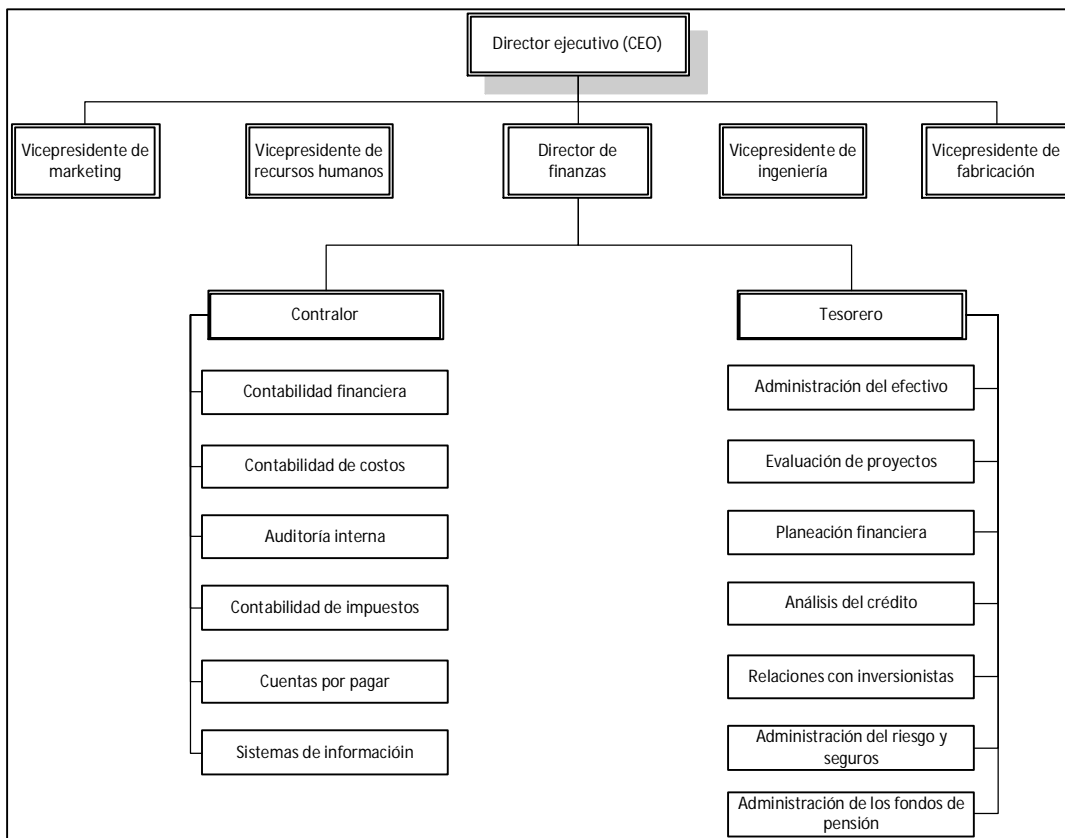 Director ejecutivo (CEO)
Vicepresidente de
marketing
Vicepresidente de
recursos humanos
Director de
finanzas
Vicepresidente de
ingeniería
Vicepresidente de
fabricación
Contralor
Tesorero
Contabilidad financiera
Contabilidad de costos
Auditoría interna
Contabilidad de impuestos
Cuentas por pagar
Sistemas de informacióin
Administración del efectivo
Evaluación de proyectos
Planeación financiera
Análisis del crédito
Relaciones con inversionistas
Administración del riesgo y
seguros
Administración de los fondos de
pensión